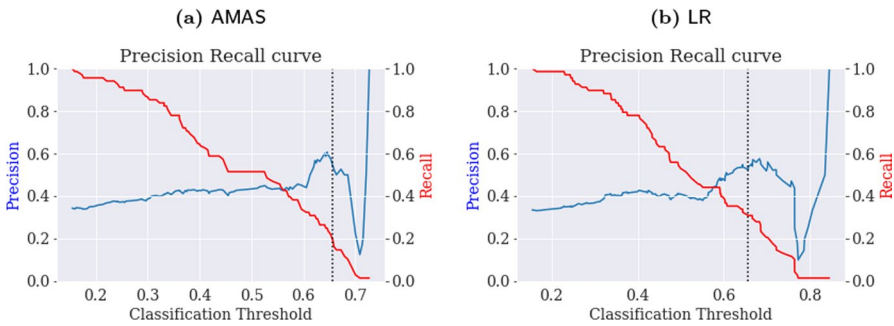 (a) AMAS
(b) LR
Precision Recall curve
1.0 1.0
0.8 0.8
0.6 0.6
0.4 0.4
0.2 0.2
0.0 0.0
Precision
Recall
0.2 0.3 0.4 0.5 0.6 0.7
Classification Threshold
Precision Recall curve
1.0 1.0
0.8 0.8
0.6 0.6
0.4 0.4
0.2 0.2
0.0 0.0
Precision
Recall
0.2 0.4 0.6 0.8
Classification Threshold